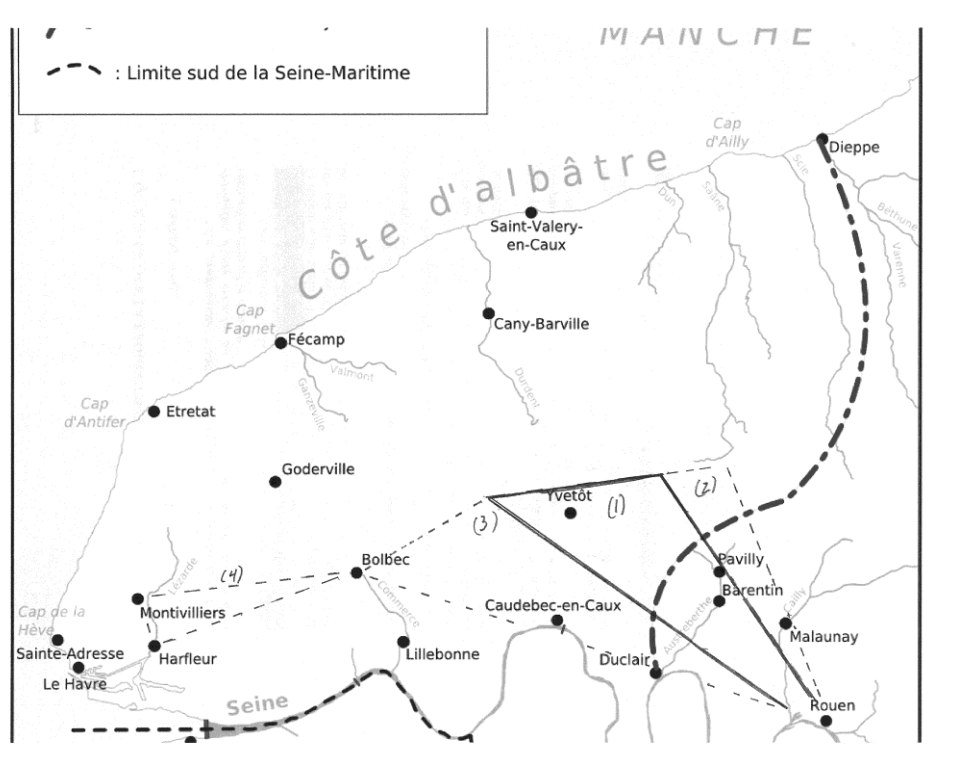 MANCHE
: Limite sud de la Seine-Maritime
Cap
d'Ailly
Dieppe
Côte d'albâtre
Scie
Dun
Saâne
Béthune
Varenne
Saint-Valery-
en-Caux
Cap
Fagnet
Fécamp
Cany-Barville
Valmont
Ganzeville
Durdent
Cap
d'Antifer
Etretat
Goderville
Yvetôt
(1)
(2)
(3)
Bolbec
(4)
Lézarde
Pavilly
Barentin
Montivilliers
Commerce
Caudebec-en-Caux
Austreberthe
Cailly
Cap de la
Hève
Malaunay
Sainte-Adresse
Harfleur
Lillebonne
Duclair
Le Havre
Seine
Rouen